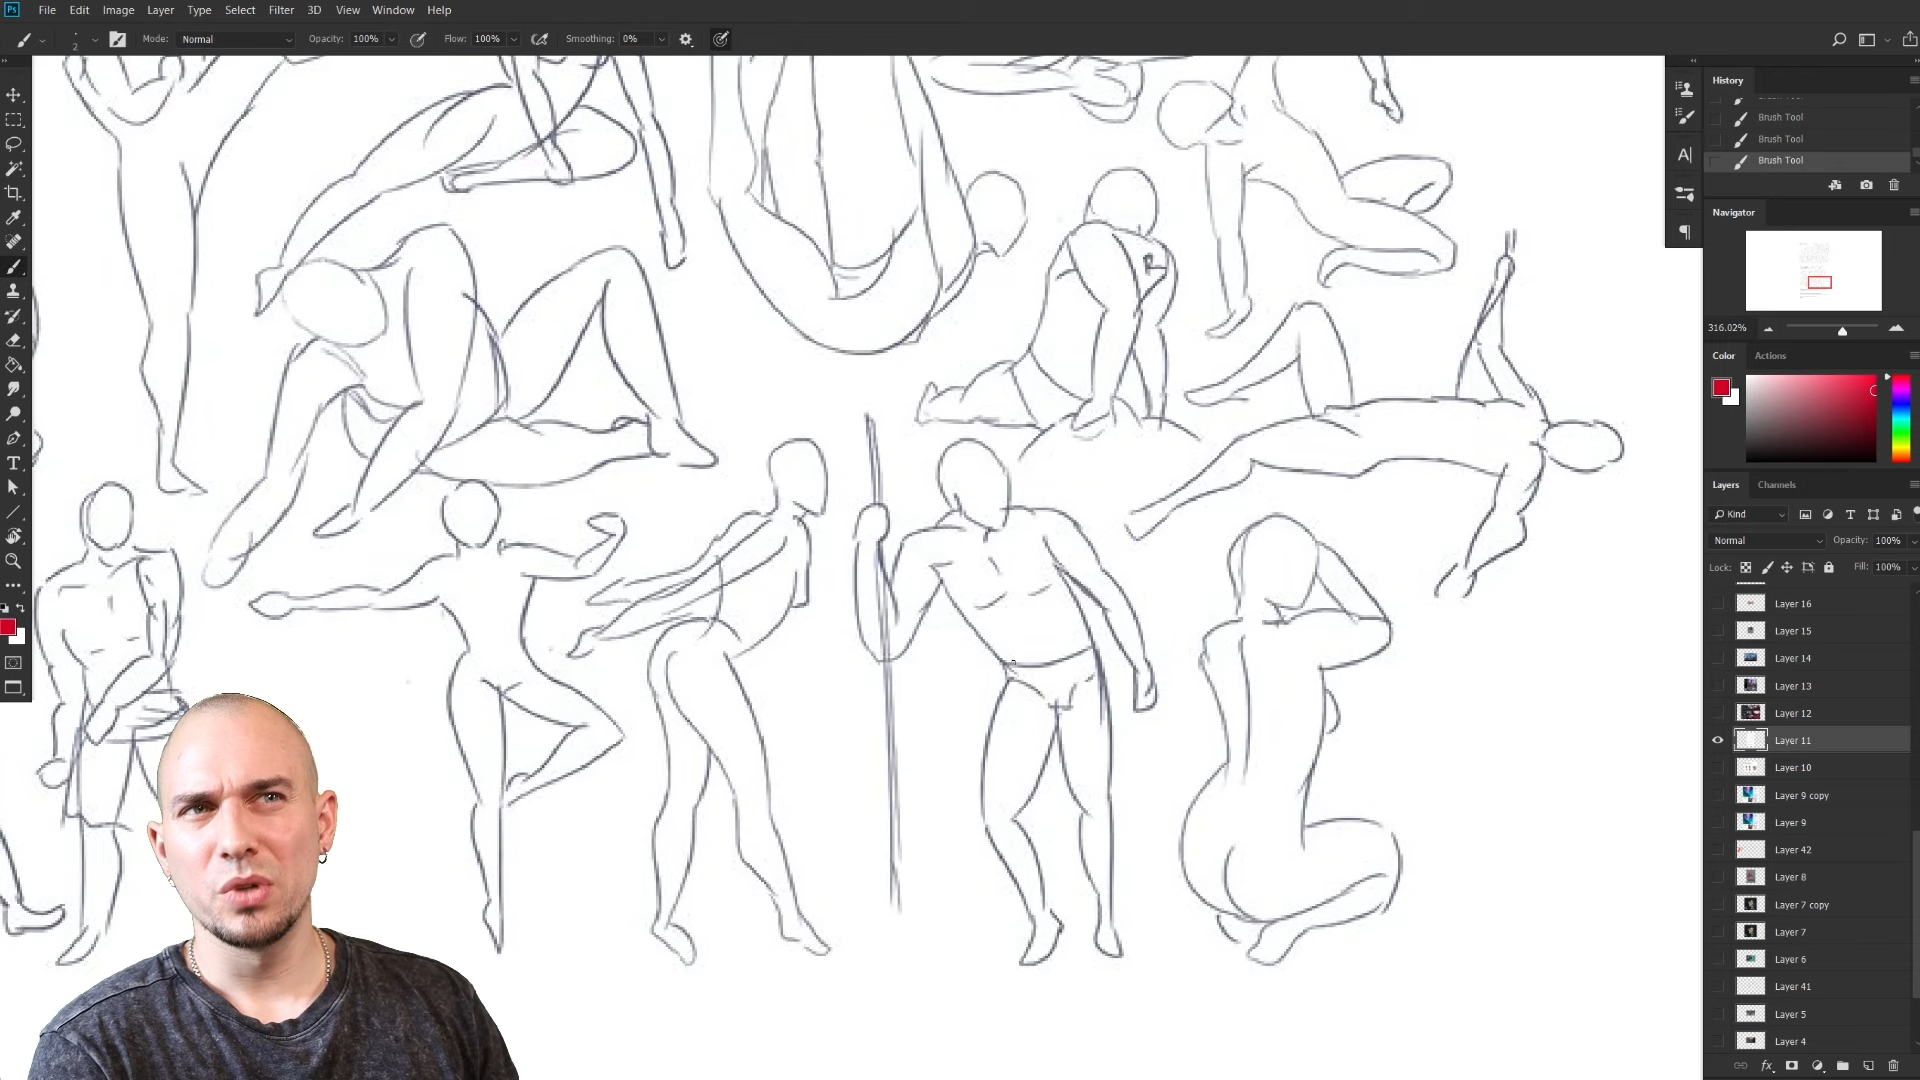 Ps File Edit Image Layer Type Select Filter 3D View Window Help
2 Mode: Normal Opacity: 100% Flow: 100% Smoothing: 0%
History
Brush Tool
Brush Tool
Brush Tool
Navigator
316.02%
Color Actions
Layers Channels
Kind
Normal Opacity: 100%
Lock: Fill: 100%
Layer 16
Layer 15
Layer 14
Layer 13
Layer 12
Layer 11
Layer 10
Layer 9 copy
Layer 9
Layer 42
Layer 8
Layer 7 copy
Layer 7
Layer 6
Layer 41
Layer 5
Layer 4